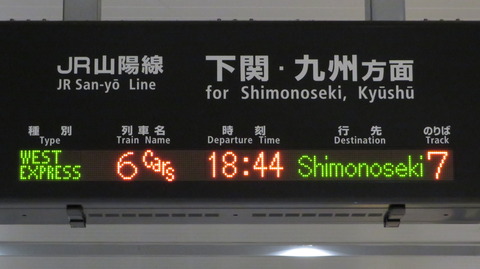 JR山陽線
JR San-yō Line
下関・九州方面
for Shimonoseki, Kyūshū
種別 列車名 時刻 行先 のりば
Type Train Name Departure Time Destination Track
WEST EXPRESS 6 Cars 18:44 Shimonoseki 7